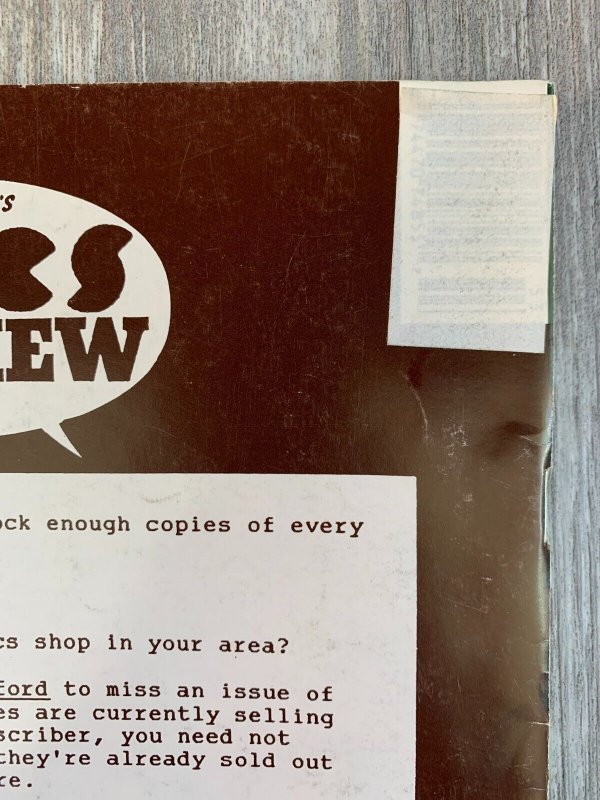 's
CS
IEW
ock enough copies of every
cs shop in your area?
ford to miss an issue of
es are currently selling
scriber, you need not
they're already sold out
re.